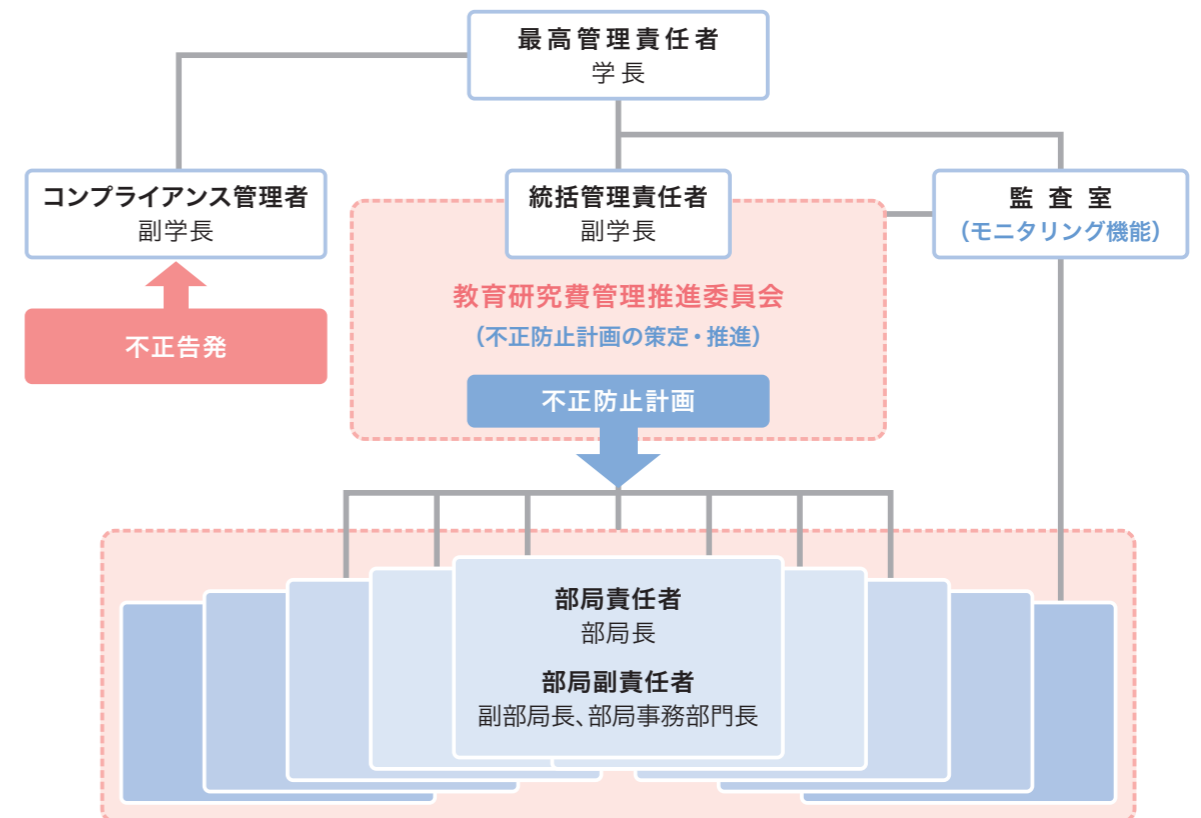 最高管理責任者
学長
コンプライアンス管理者
副学長
統括管理責任者
副学長
監査室
(モニタリング機能)
不正告発
教育研究費管理推進委員会
(不正防止計画の策定・推進)
不正防止計画
部局責任者
部局長
部局副責任者
副部局長、部局事務部門長